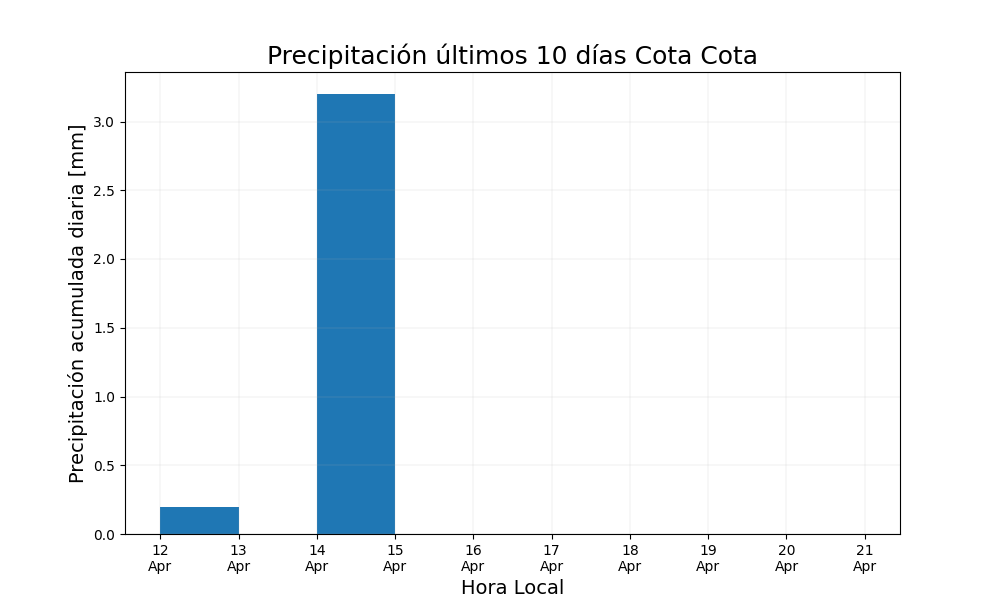 Precipitación últimos 10 días Cota Cota
Precipitación acumulada diaria [mm]
3.0
2.5
2.0
1.5
1.0
0.5
0.0
12 13 14 15 16 17 18 19 20 21
Apr Apr Apr Apr Apr Apr Apr Apr Apr Apr
Hora Local